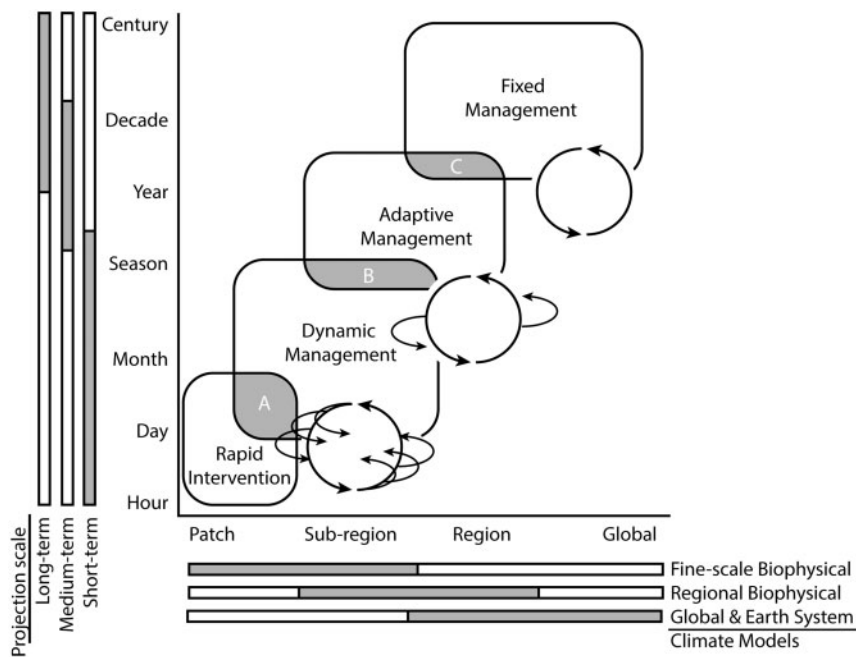 Century
Decade
Year
Season
Month
Day
Hour
Fixed
Management
C
Adaptive
Management
B
Dynamic
Management
A
Rapid
Intervention
Projection scale
Long-term
Medium-term
Short-term
Patch
Sub-region
Region
Global
Fine-scale Biophysical
Regional Biophysical
Global & Earth System
Climate Models